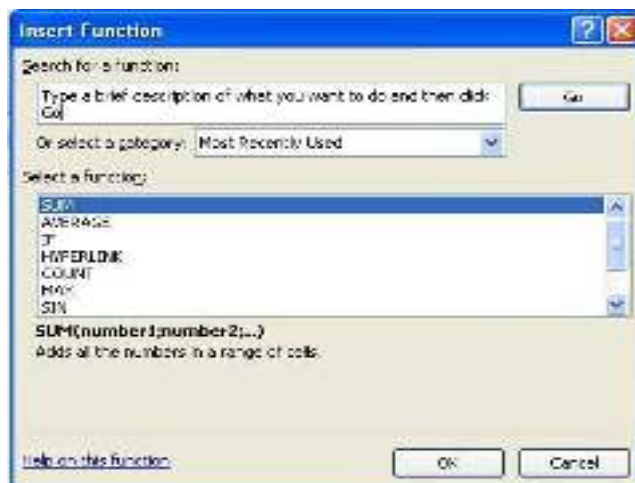 Insert Function
Search for a function:
Type a brief description of what you want to do and then click
Go
Go
Or select a category: Most Recently Used
Select a function:
SUM
AVERAGE
IF
HYPERLINK
COUNT
MAX
SIN
SUM(number1;number2;...)
Adds all the numbers in a range of cells.
Help on this function
OK
Cancel